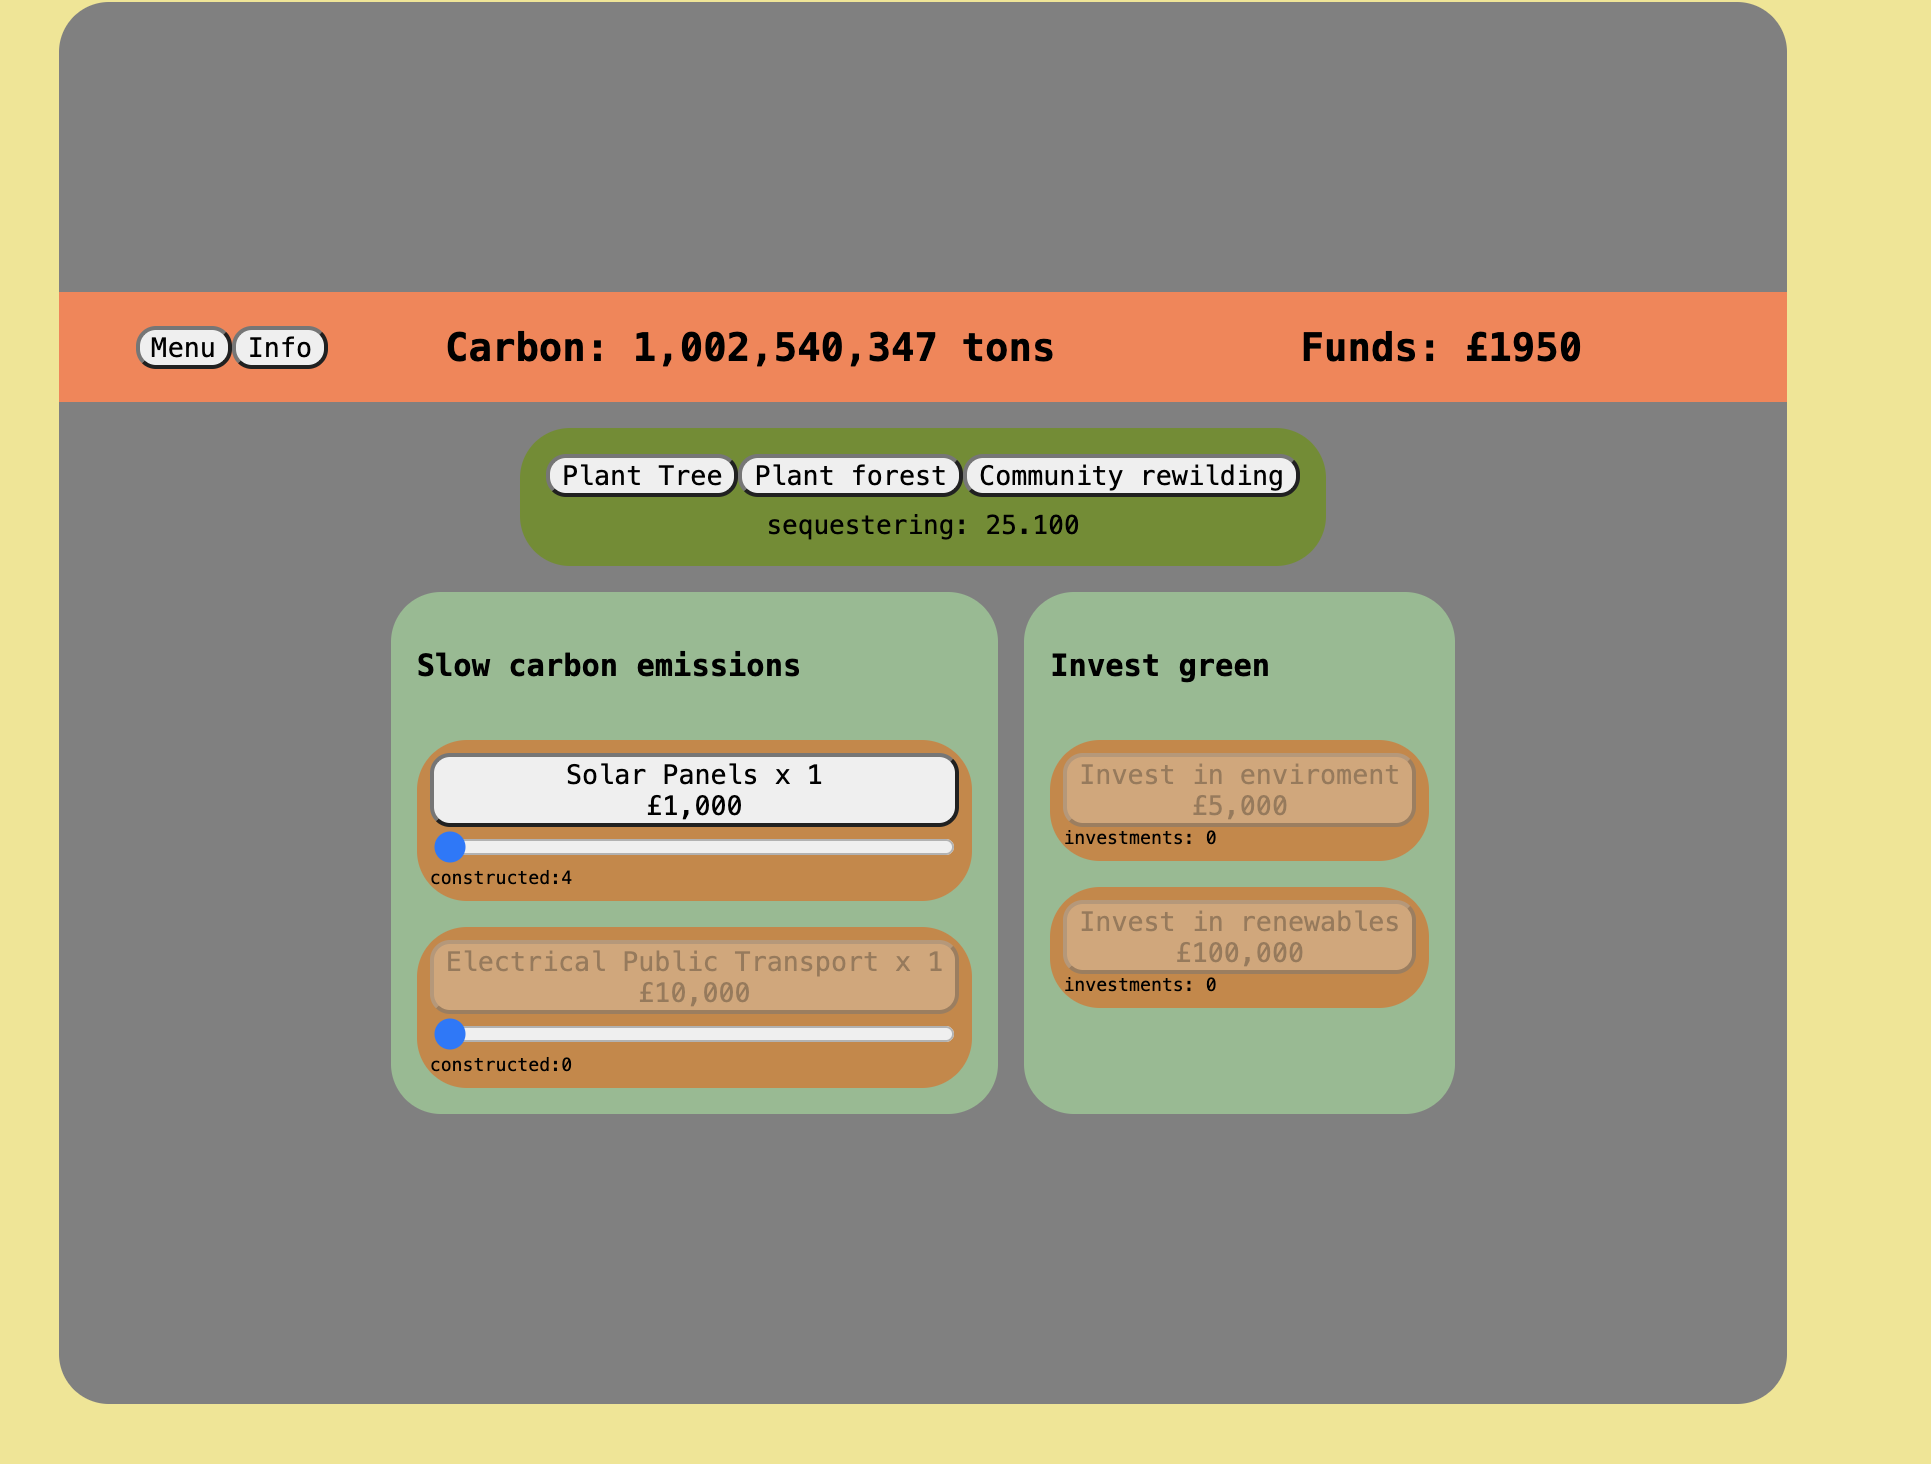 Menu Info Carbon: 1,002,540,347 tons Funds: £1950
Plant Tree Plant forest Community rewilding
sequestering: 25.100
Slow carbon emissions
Solar Panels x 1
£1,000
constructed:4
Electrical Public Transport x 1
£10,000
constructed:0
Invest green
Invest in enviroment
£5,000
investments: 0
Invest in renewables
£100,000
investments: 0